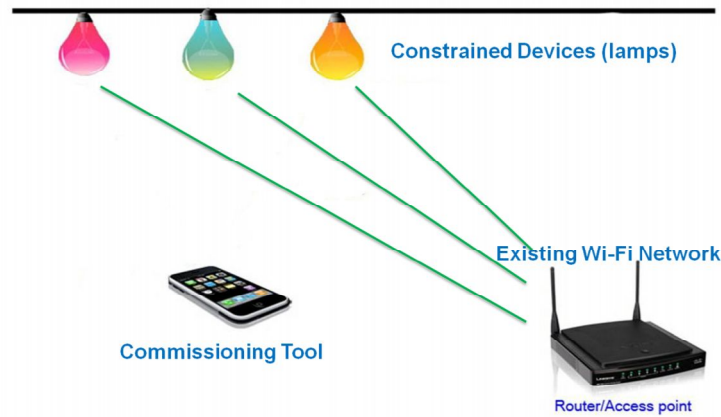 Constrained Devices (lamps)
Existing Wi-Fi Network
Commissioning Tool
Router/Access point